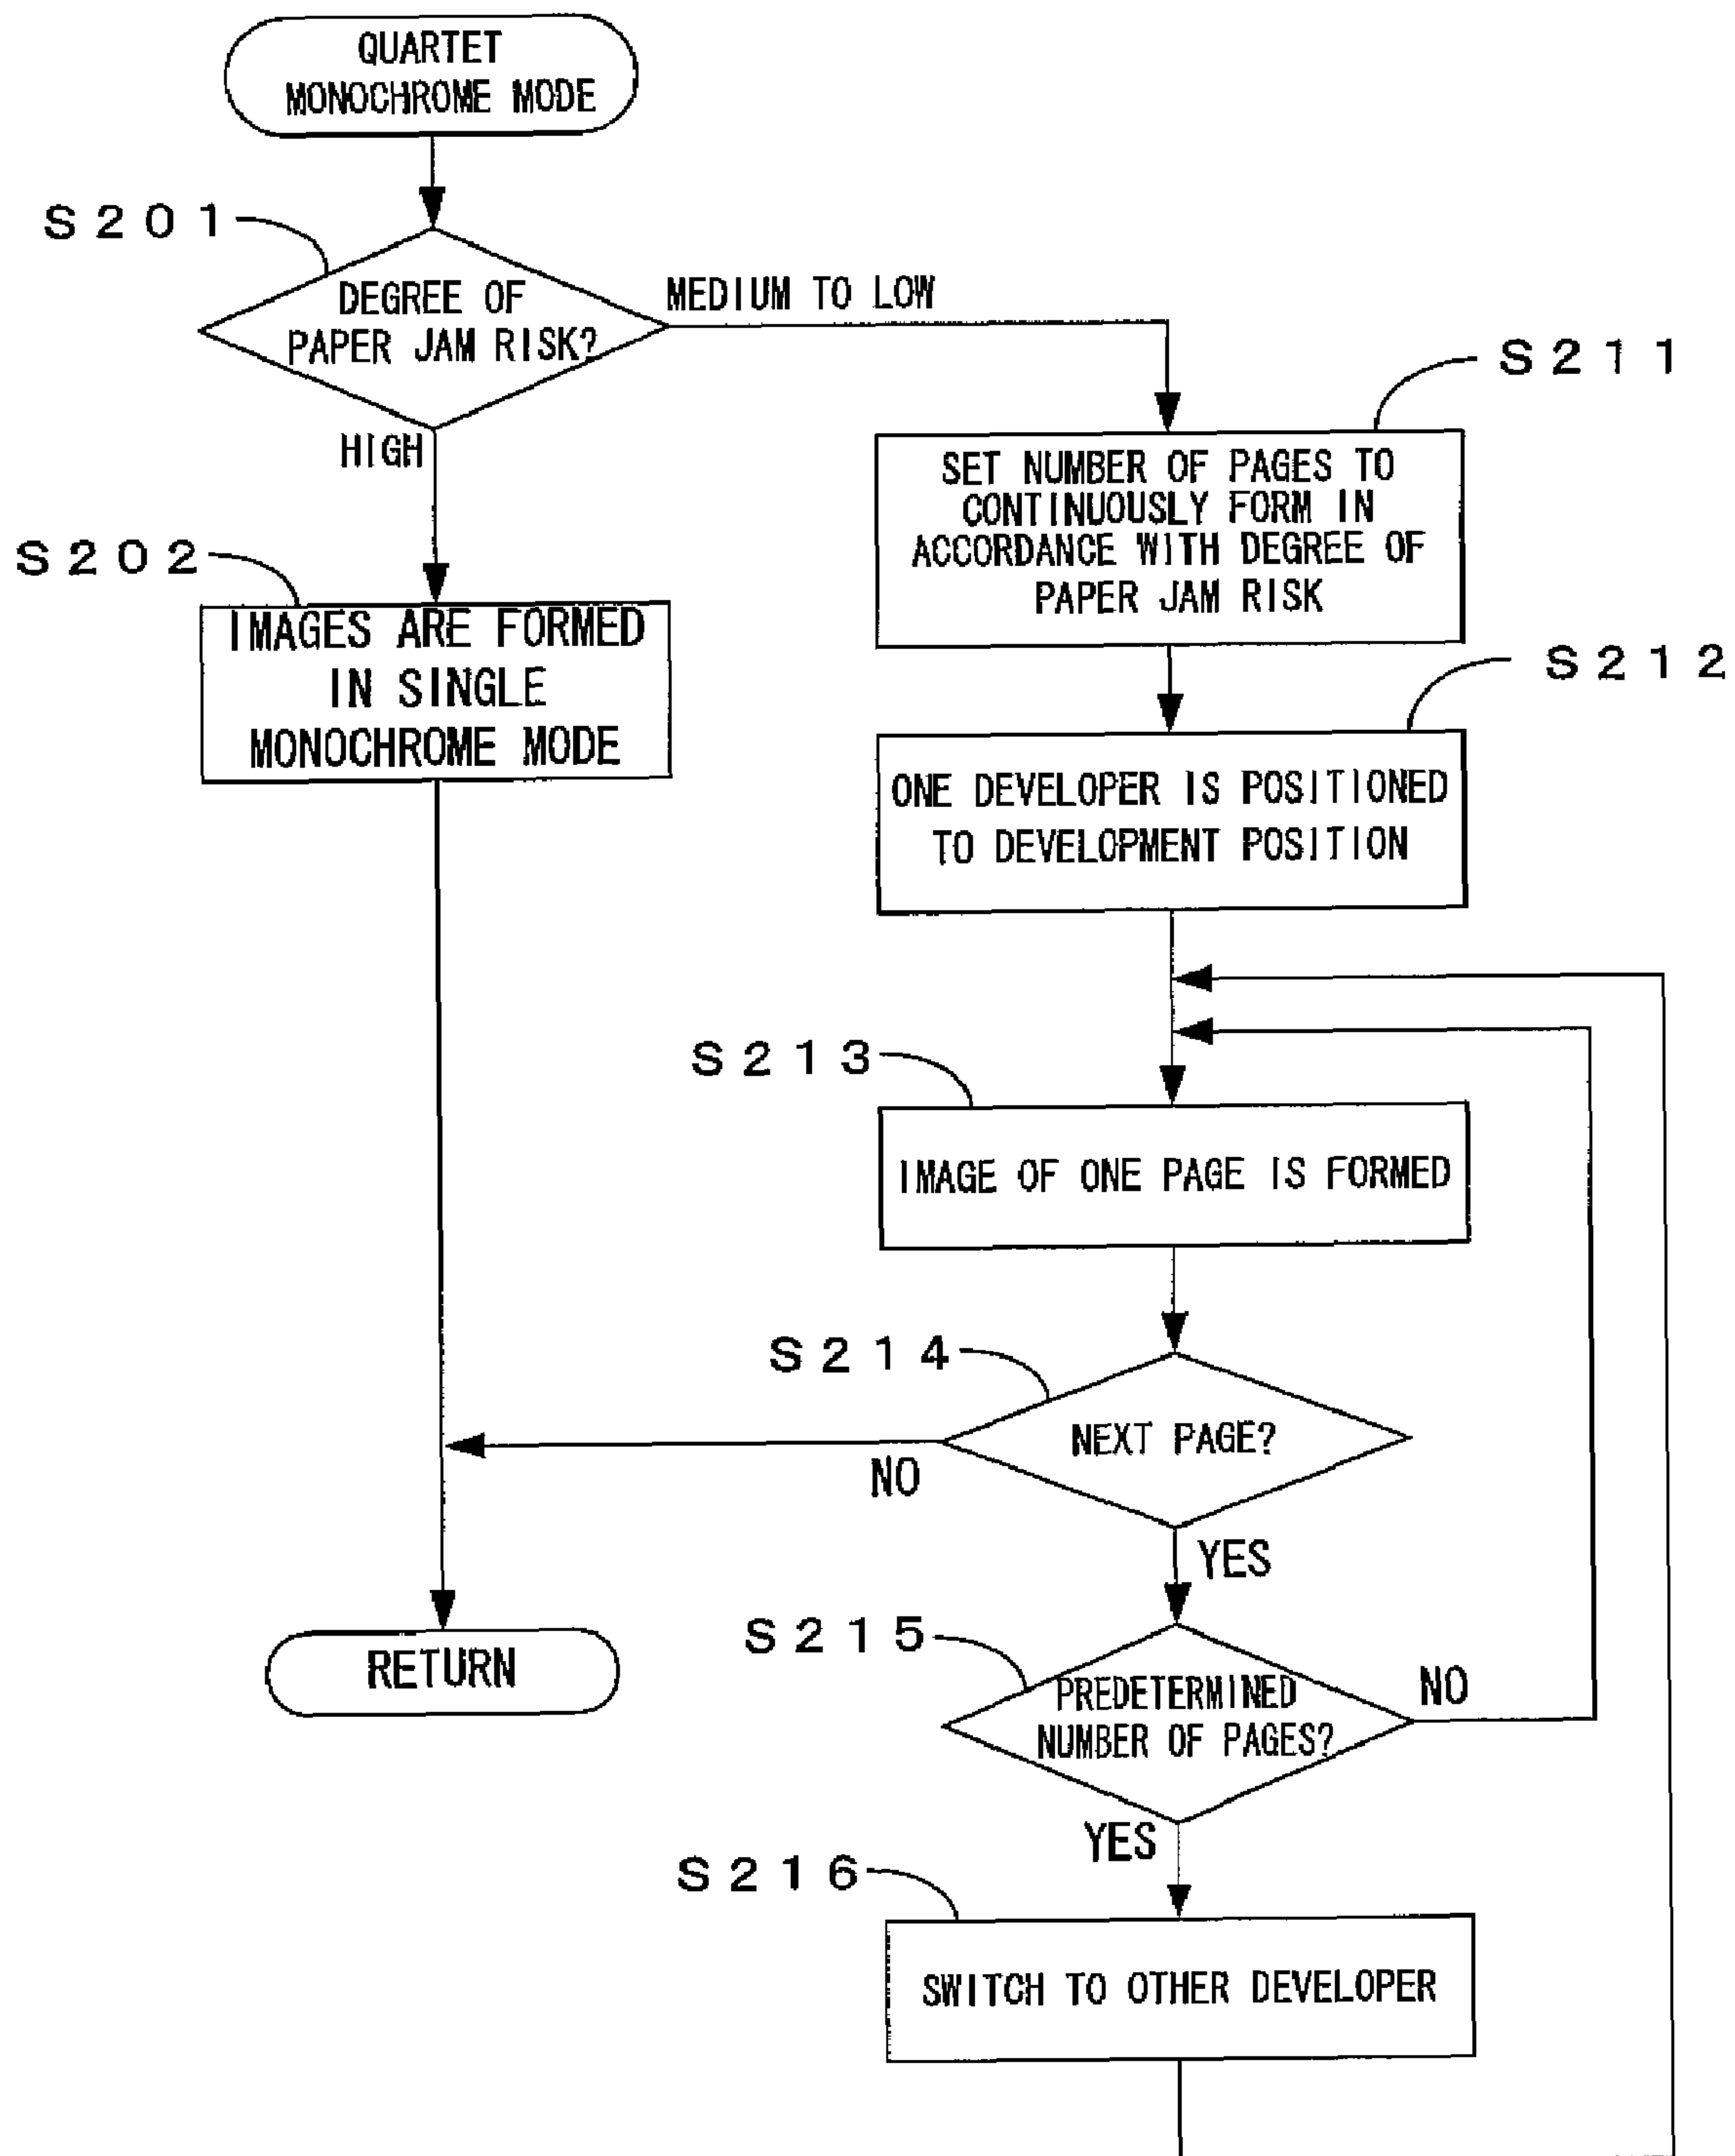 QUARTET
MONOCHROME MODE
S201
DEGREE OF
PAPER JAM RISK?
MEDIUM TO LOW
HIGH
S211
SET NUMBER OF PAGES TO
CONTINUOUSLY FORM IN
ACCORDANCE WITH DEGREE OF
PAPER JAM RISK
S202
IMAGES ARE FORMED
IN SINGLE
MONOCHROME MODE
S212
ONE DEVELOPER IS POSITIONED
TO DEVELOPMENT POSITION
S213
IMAGE OF ONE PAGE IS FORMED
S214
NEXT PAGE?
NO
YES
S215
PREDETERMINED
NUMBER OF PAGES?
NO
RETURN
YES
S216
SWITCH TO OTHER DEVELOPER